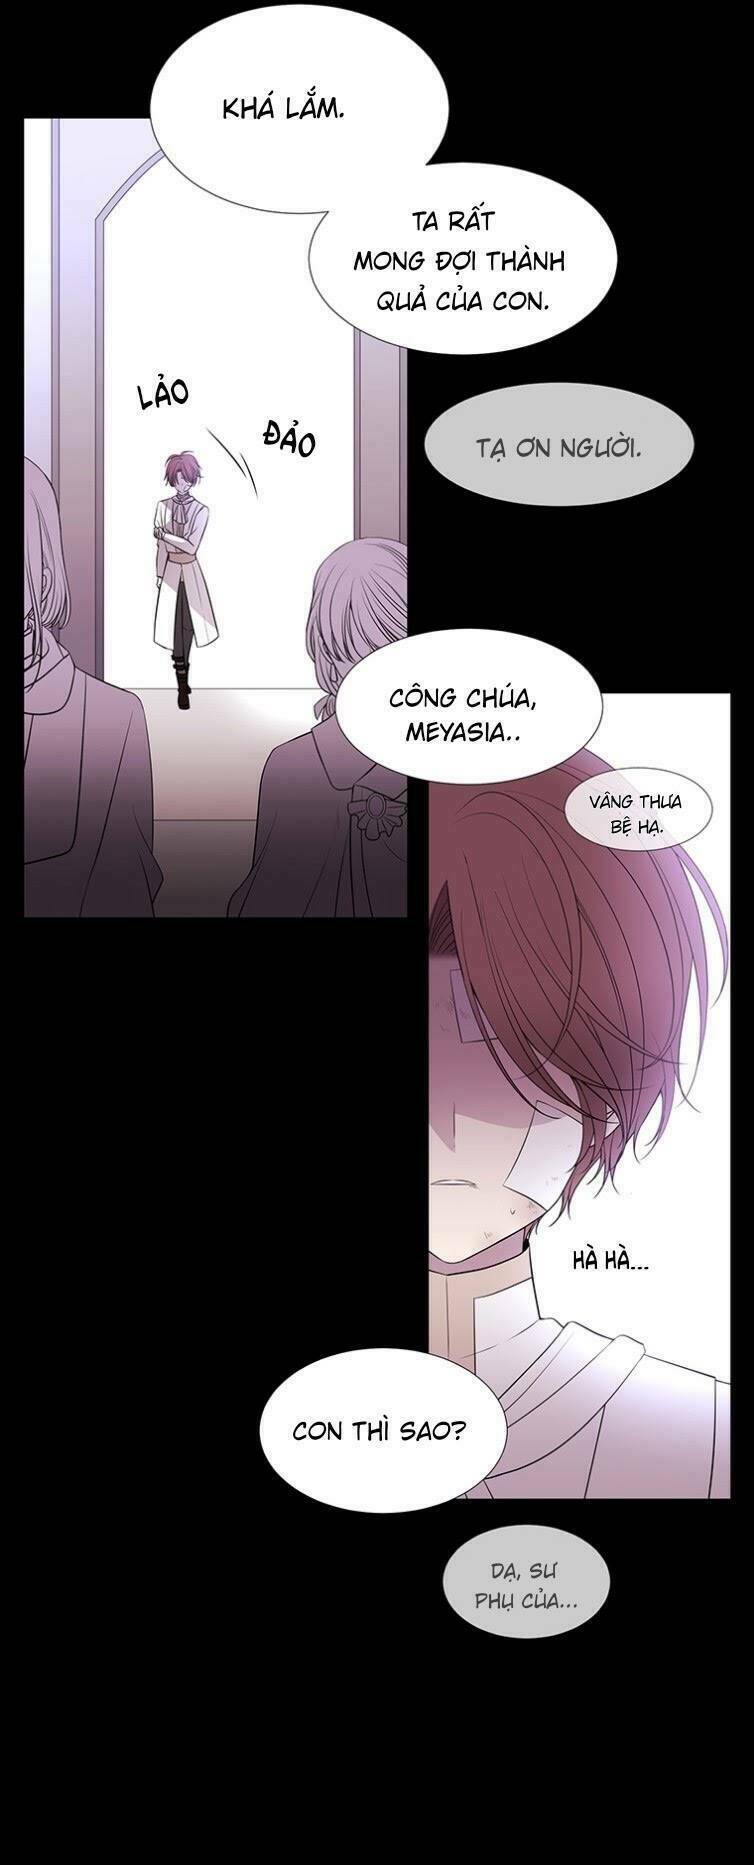 KHÁ LẮM.
TA RẤT
MONG ĐỢI THÀNH
QUẢ CỦA CON.
LẢO
ĐẢO
TẠ ƠN NGƯỜI.
CÔNG CHÚA,
MEYASIA..
VÂNG THƯA
BỆ HẠ.
HÀ HÀ...
CON THÌ SAO?
DẠ, SƯ
PHỤ CỦA...